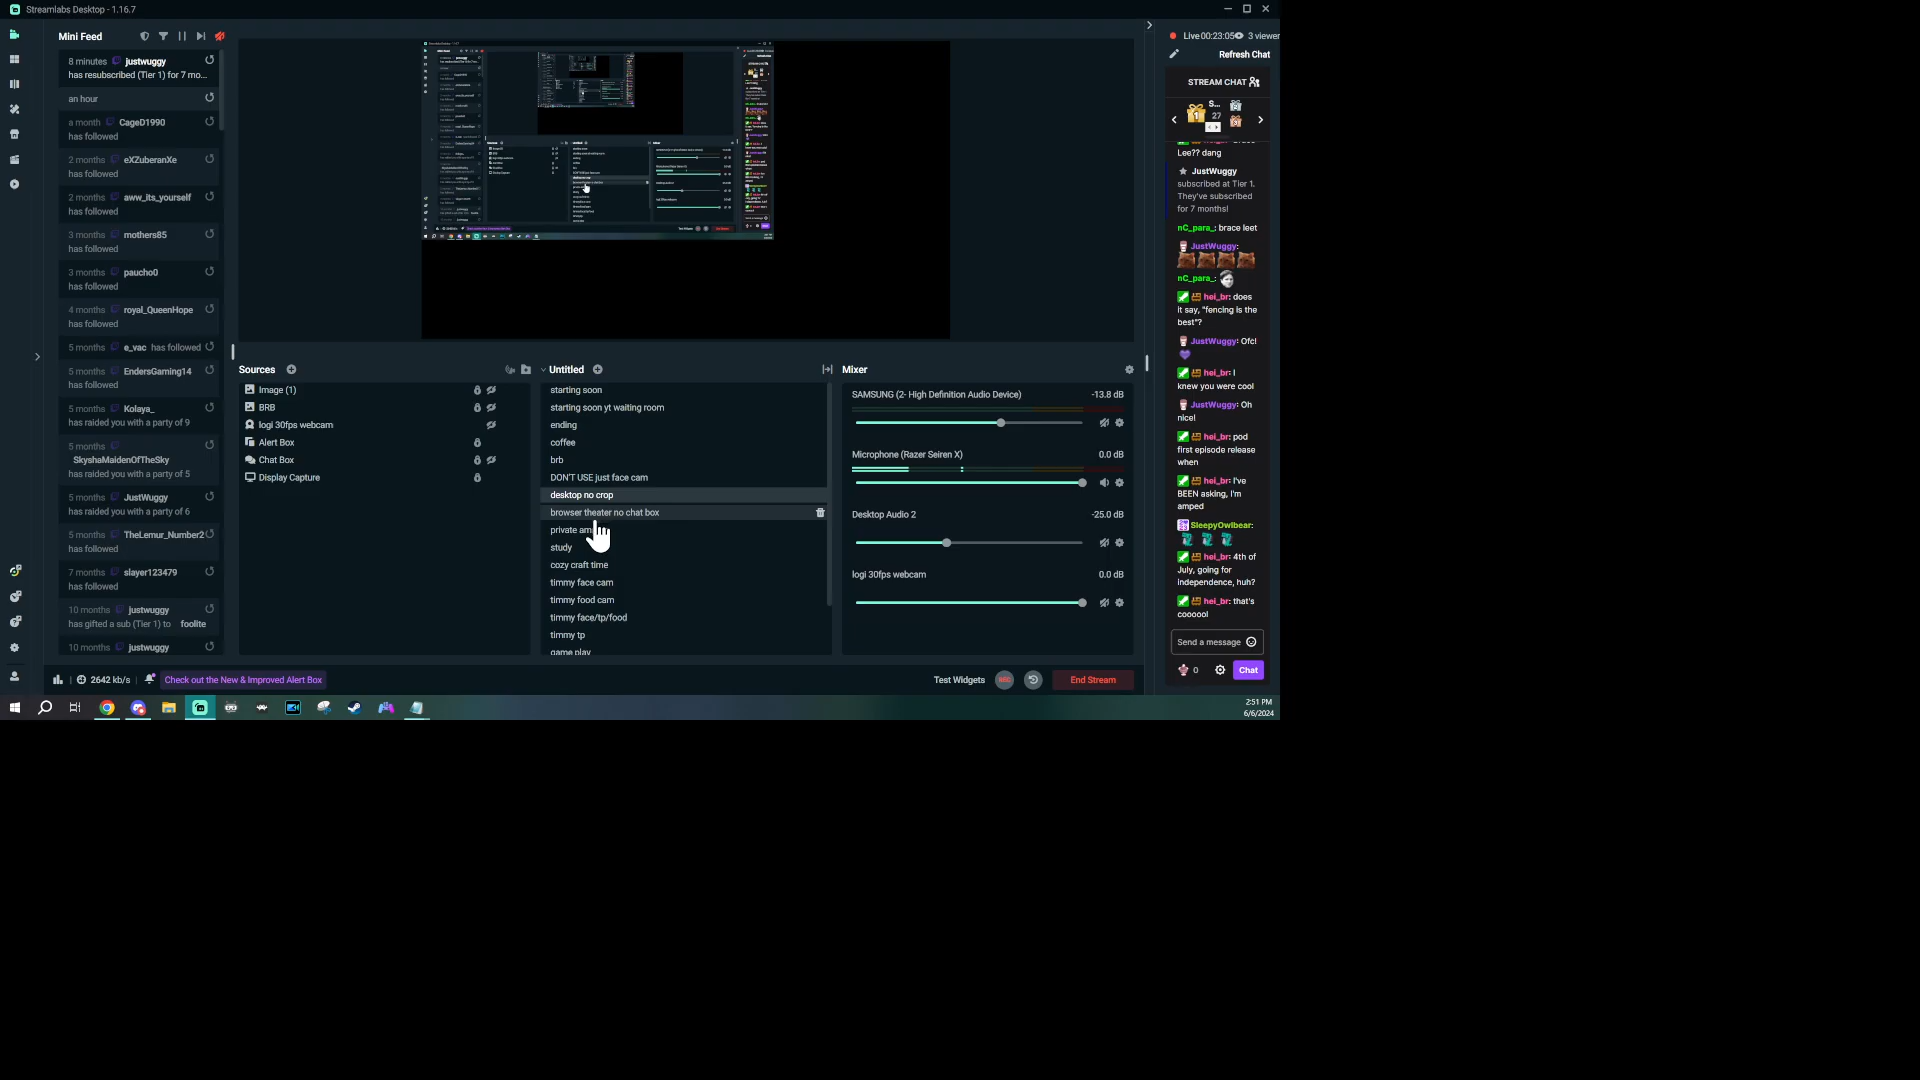 Streamlabs Desktop - 1.16.7
Mini Feed
8 minutes justwuggy
has resubscribed (Tier 1) for 7 mo...
an hour
a month CageD1990
has followed
2 months eXZuberanXe
has followed
2 months aww_its_yourself
has followed
3 months mothers85
has followed
3 months paucho0
has followed
4 months royal_QueenHope
has followed
5 months e_vac has followed
5 months EndersGaming14
has followed
5 months Kolaya_
has raided you with a party of 9
5 months
SkyshaMaidenOfTheSky
has raided you with a party of 5
5 months JustWuggy
has raided you with a party of 6
5 months TheLemur_Number2
has followed
7 months slayer123479
has followed
10 months justwuggy
has gifted a sub (Tier 1) to foolite
10 months justwuggy
Sources
Image (1)
BRB
logi 30fps webcam
Alert Box
Chat Box
Display Capture
Untitled
starting soon
starting soon yt waiting room
ending
coffee
brb
DON'T USE just face cam
desktop no crop
browser theater no chat box
private am
study
cozy craft time
timmy face cam
timmy food cam
timmy face/tp/food
timmy tp
game play
Mixer
SAMSUNG (2- High Definition Audio Device) -13.8 dB
Microphone (Razer Seiren X) 0.0 dB
Desktop Audio 2 -25.0 dB
logi 30fps webcam 0.0 dB
Live 00:23:05 3 viewer
Refresh Chat
STREAM CHAT
S...
1 27
Lee?? dang
JustWuggy
subscribed at Tier 1.
They've subscribed
for 7 months!
nC_para_: brace leet
JustWuggy:
nC_para_:
hei_br: does
it say, "fencing is the
best"?
JustWuggy: Ofc!
hei_br: I
knew you were cool
JustWuggy: Oh
nice!
hei_br: pod
first episode release
when
hei_br: I've
BEEN asking, I'm
amped
SleepyOwlbear:
hei_br: 4th of
July, going for
independence, huh?
hei_br: that's
coooool
Send a message
0 Chat
2642 kb/s Check out the New & Improved Alert Box
Test Widgets REC End Stream
2:51 PM
6/6/2024